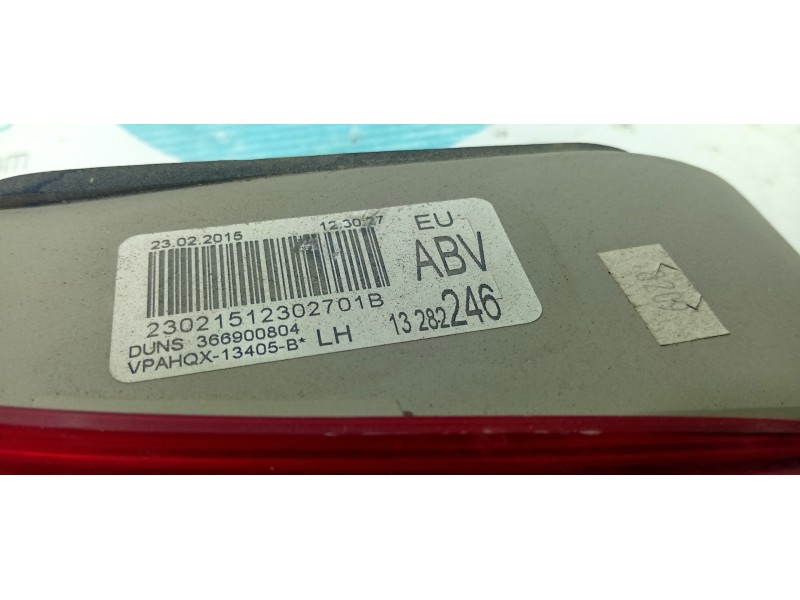 23.02.2015 12:30:27
EU
ABV
23021512302701B
DUNS 366900804
VPAHQX-13405-B* LH
13 282 246